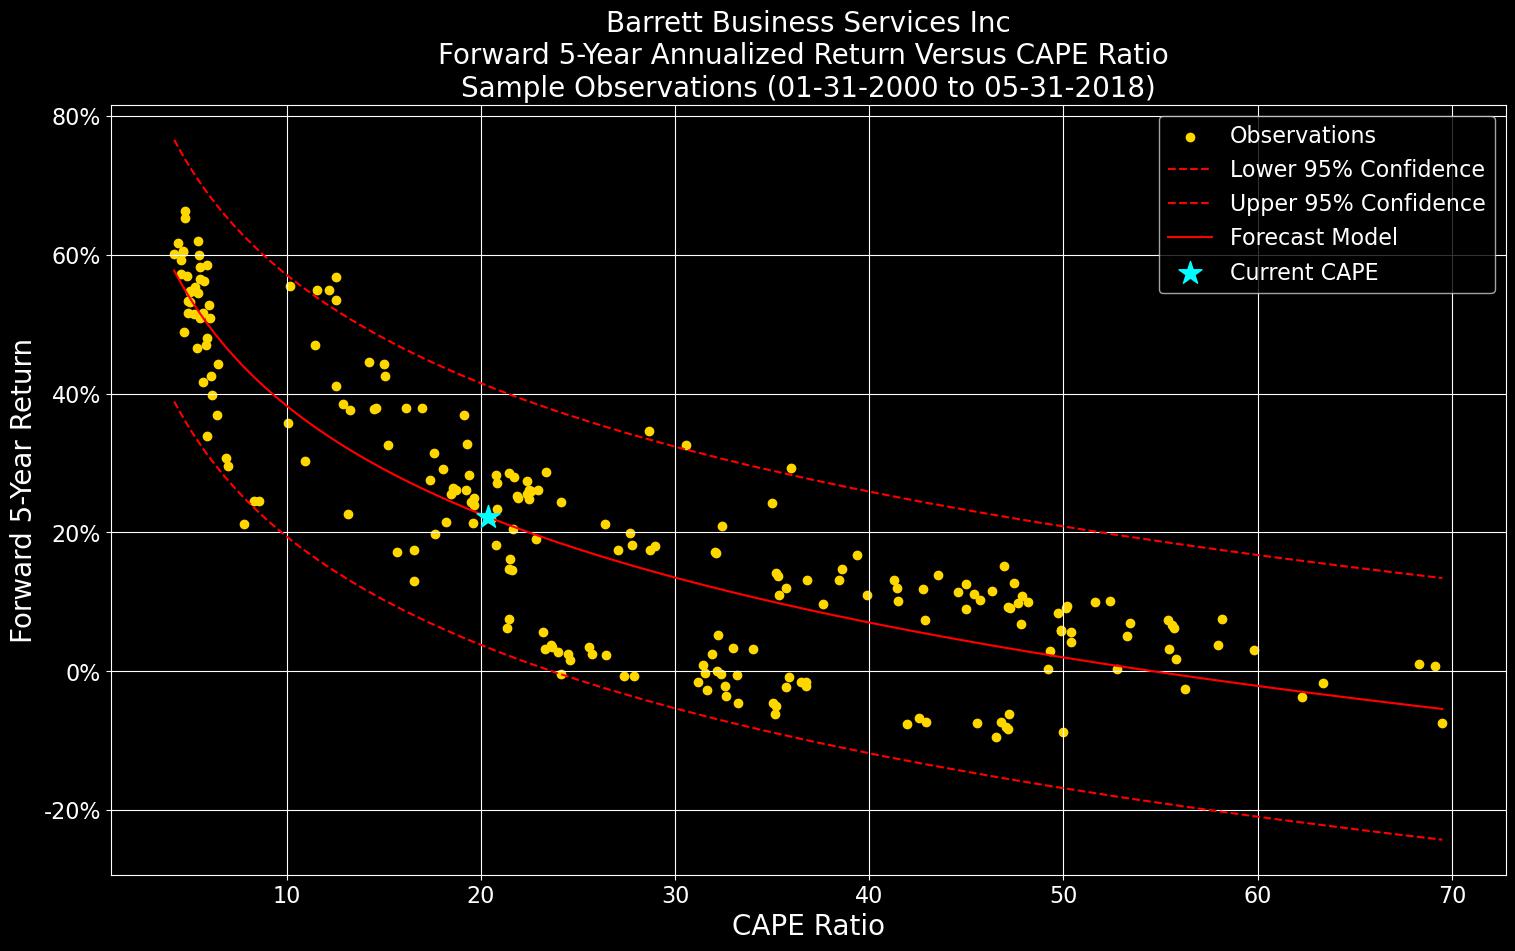 Barrett Business Services Inc
Forward 5-Year Annualized Return Versus CAPE Ratio
Sample Observations (01-31-2000 to 05-31-2018)
80%
60%
40%
20%
0%
-20%
Forward 5-Year Return
Observations
Lower 95% Confidence
Upper 95% Confidence
Forecast Model
Current CAPE
10 20 30 40 50 60 70
CAPE Ratio